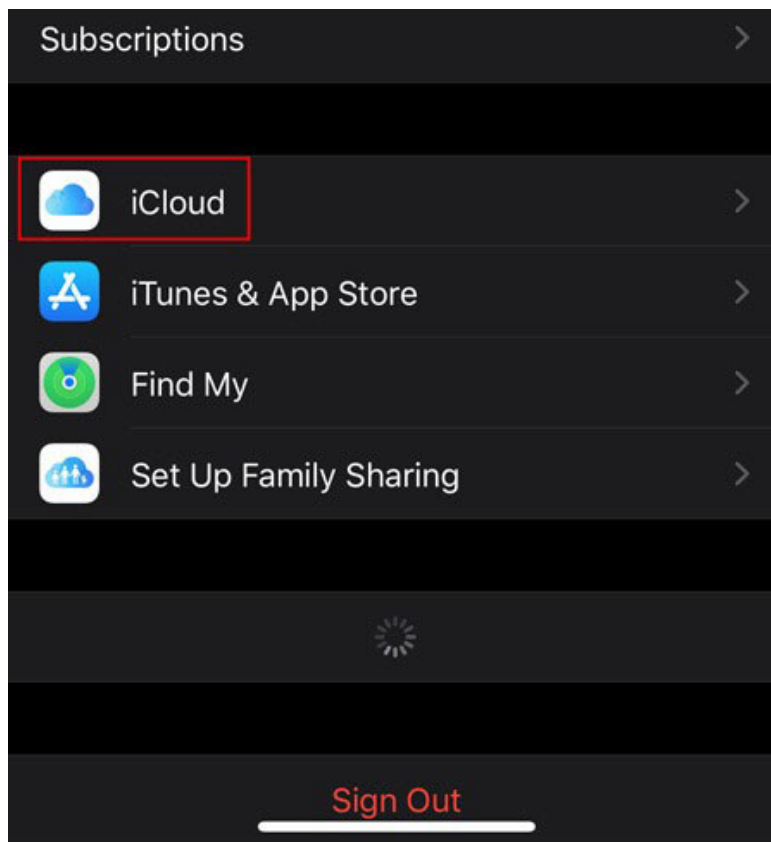 Subscriptions
iCloud
iTunes & App Store
Find My
Set Up Family Sharing
Sign Out